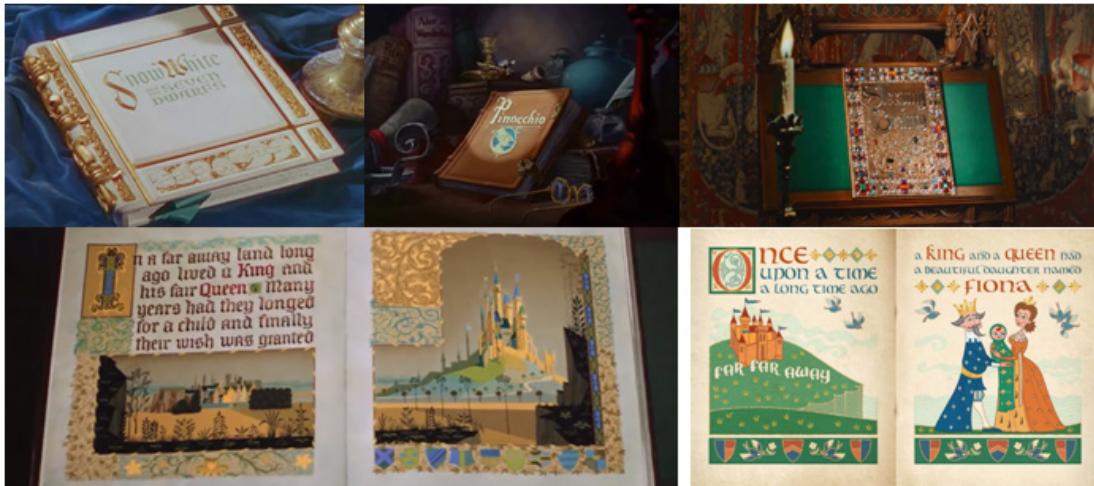 Snow White
AND THE SEVEN
DWARFS
Pinocchio
Sleeping
Beauty
In a far away land long
ago lived a King and
his fair Queen Many
years had they longed
for a child and finally
their wish was granted
ONCE
UPON A TIME
A LONG TIME AGO
FAR FAR AWAY
A KING AND A QUEEN HAD
A BEAUTIFUL DAUGHTER NAMED
FIONA